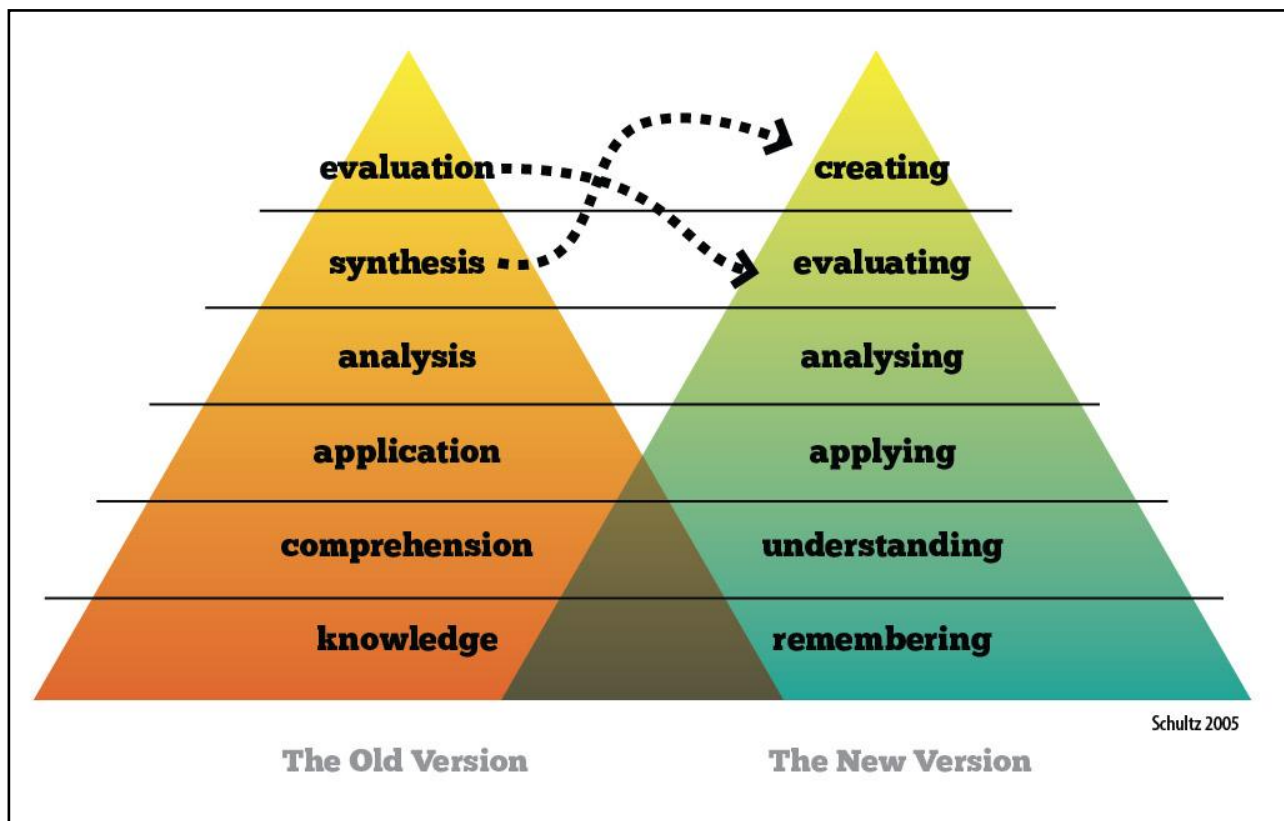 evaluation
creating
synthesis
evaluating
analysis
analysing
application
applying
comprehension
understanding
knowledge
remembering
Schultz 2005
The Old Version
The New Version